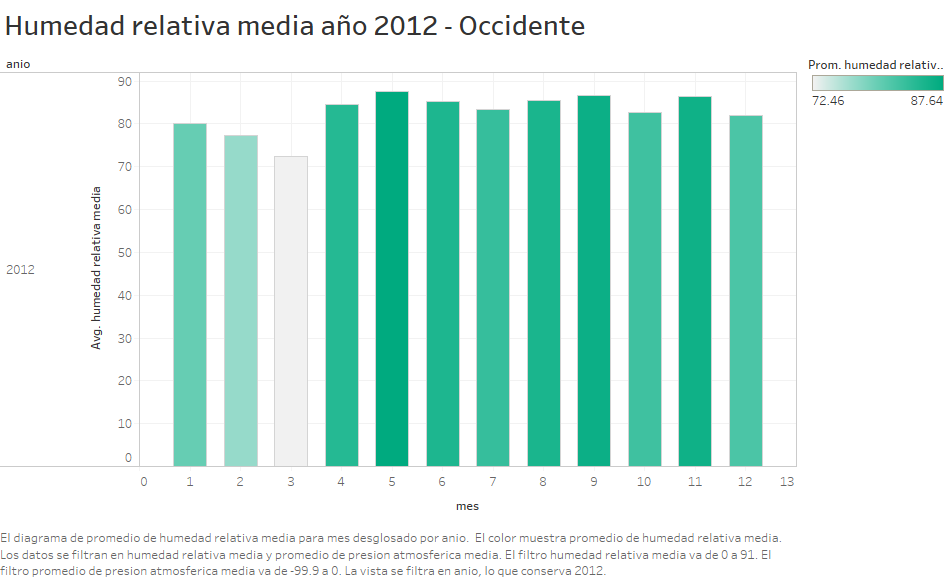 Humedad relativa media año 2012 - Occidente
anio
Prom. humedad relativ..
72.46 87.64
2012
Avg. humedad relativa media
90
80
70
60
50
40
30
20
10
0
0 1 2 3 4 5 6 7 8 9 10 11 12 13
mes
El diagrama de promedio de humedad relativa media para mes desglosado por anio.  El color muestra promedio de humedad relativa media.
Los datos se filtran en humedad relativa media y promedio de presion atmosferica media. El filtro humedad relativa media va de 0 a 91. El
filtro promedio de presion atmosferica media va de -99.9 a 0. La vista se filtra en anio, lo que conserva 2012.